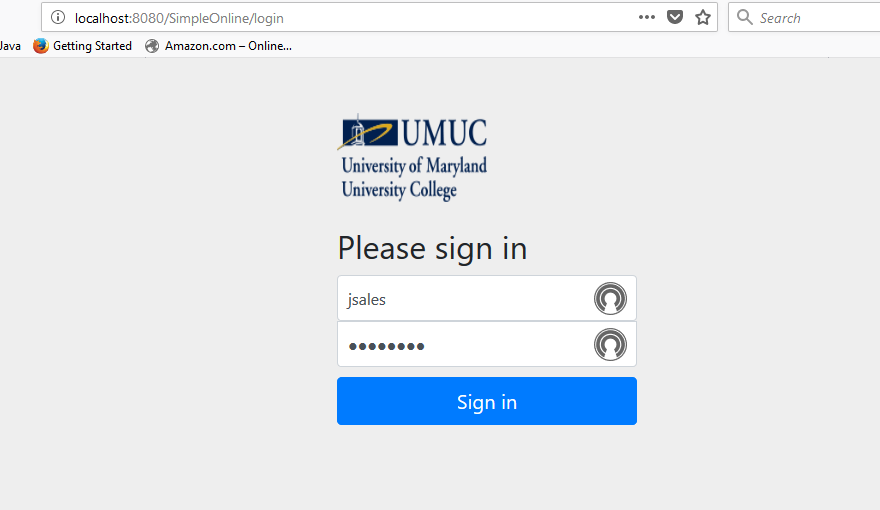 localhost:8080/SimpleOnline/login
Search
Java
Getting Started
Amazon.com – Online...
UMUC
University of Maryland
University College
Please sign in
jsales
●●●●●●●●
Sign in